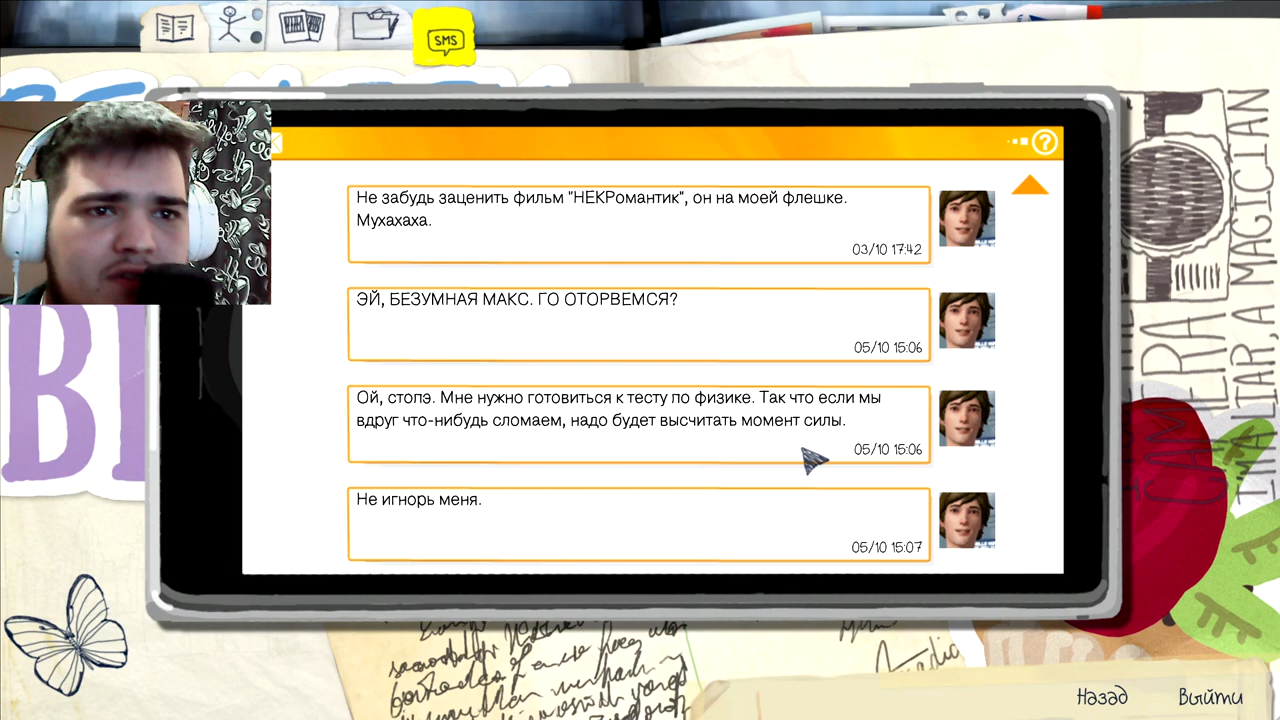 SMS
?
Не забудь заценить фильм "НЕКРомантик", он на моей флешке.
Мухахаха.
03/10 17:42
ЭЙ, БЕЗУМНАЯ МАКС. ГО ОТОРВЕМСЯ?
05/10 15:06
Ой, стопэ. Мне нужно готовиться к тесту по физике. Так что если мы
вдруг что-нибудь сломаем, надо будет высчитать момент силы.
05/10 15:06
Не игнорь меня.
05/10 15:07
MAGICIAN
Назад
Выйти